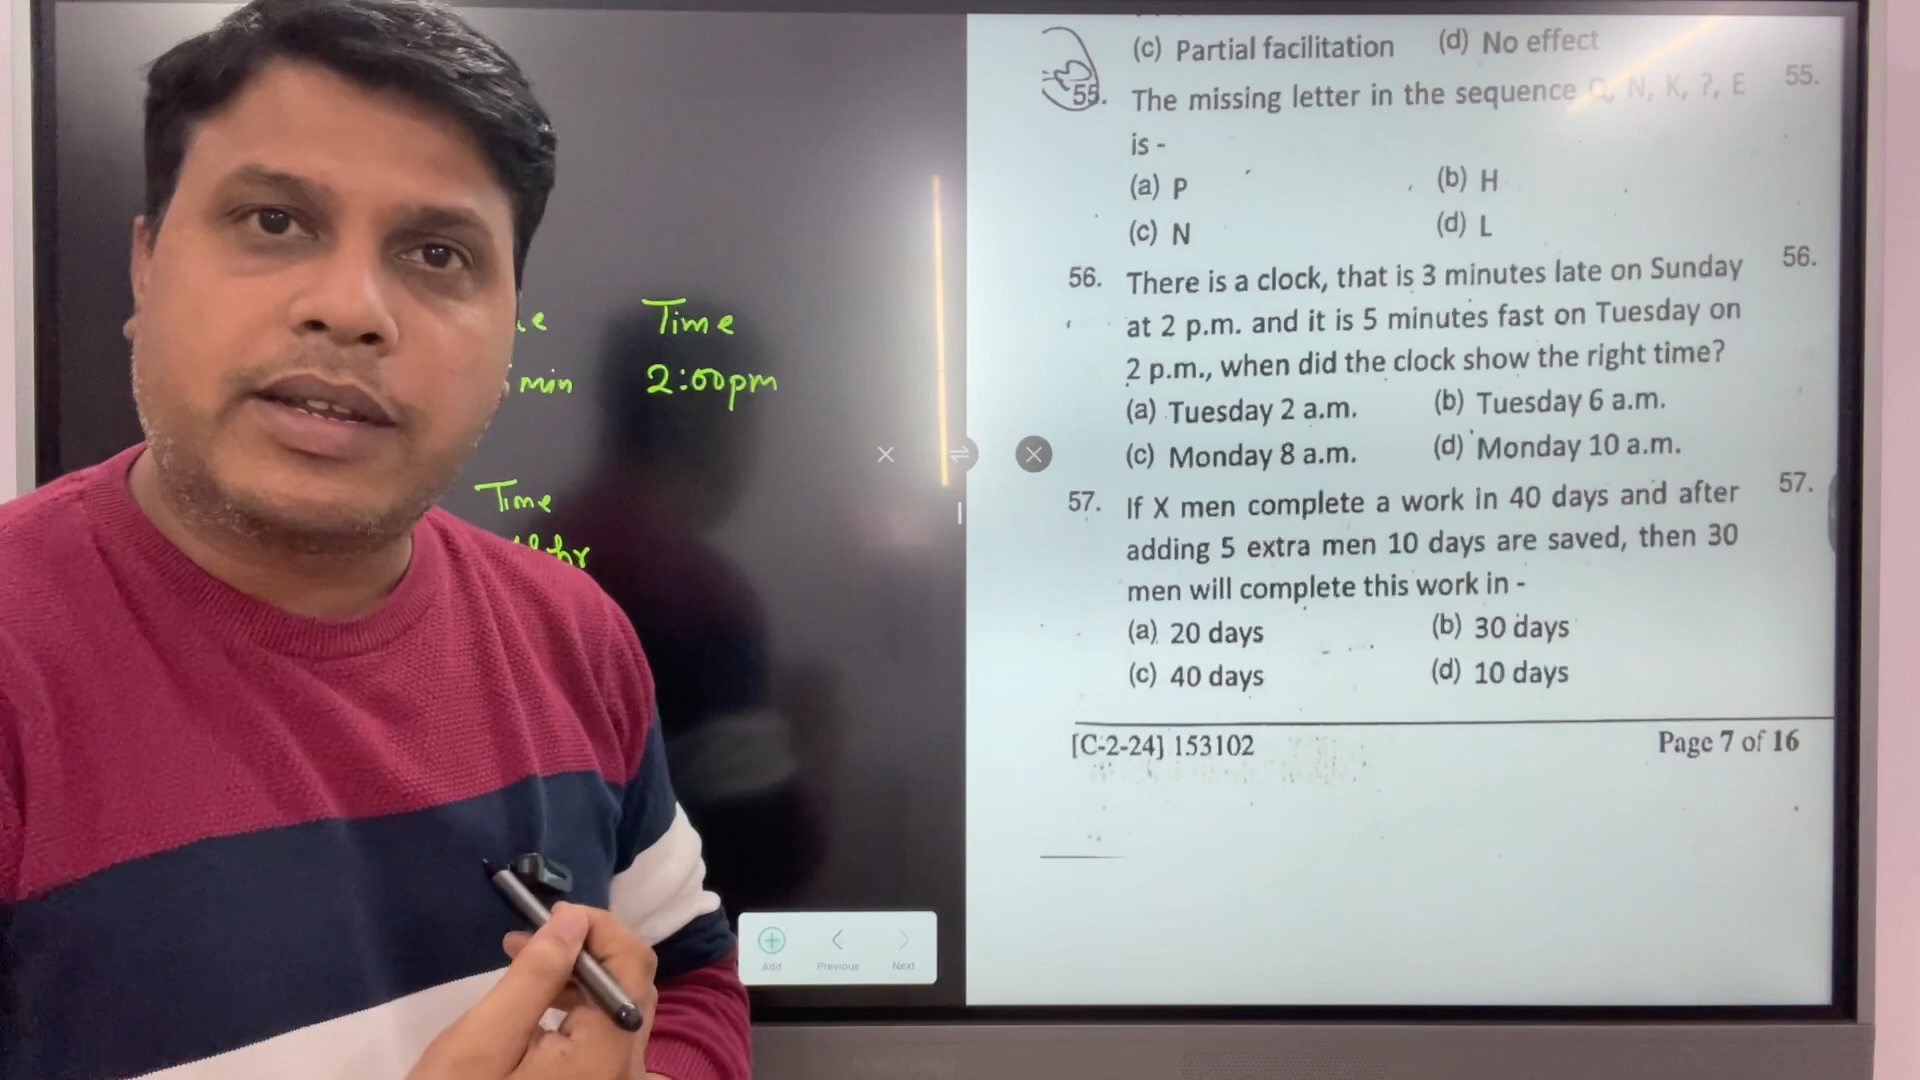 Time
min 2:00pm
Time
hr
Add Previous Next
(c) Partial facilitation (d) No effect
55. The missing letter in the sequence Q, N, K, ?, E 55.
is -
(a) P (b) H
(c) N (d) L
56. There is a clock, that is 3 minutes late on Sunday 56.
at 2 p.m. and it is 5 minutes fast on Tuesday on
2 p.m., when did the clock show the right time?
(a) Tuesday 2 a.m. (b) Tuesday 6 a.m.
(c) Monday 8 a.m. (d) Monday 10 a.m.
57. If X men complete a work in 40 days and after 57.
adding 5 extra men 10 days are saved, then 30
men will complete this work in -
(a) 20 days (b) 30 days
(c) 40 days (d) 10 days
[C-2-24] 153102 Page 7 of 16